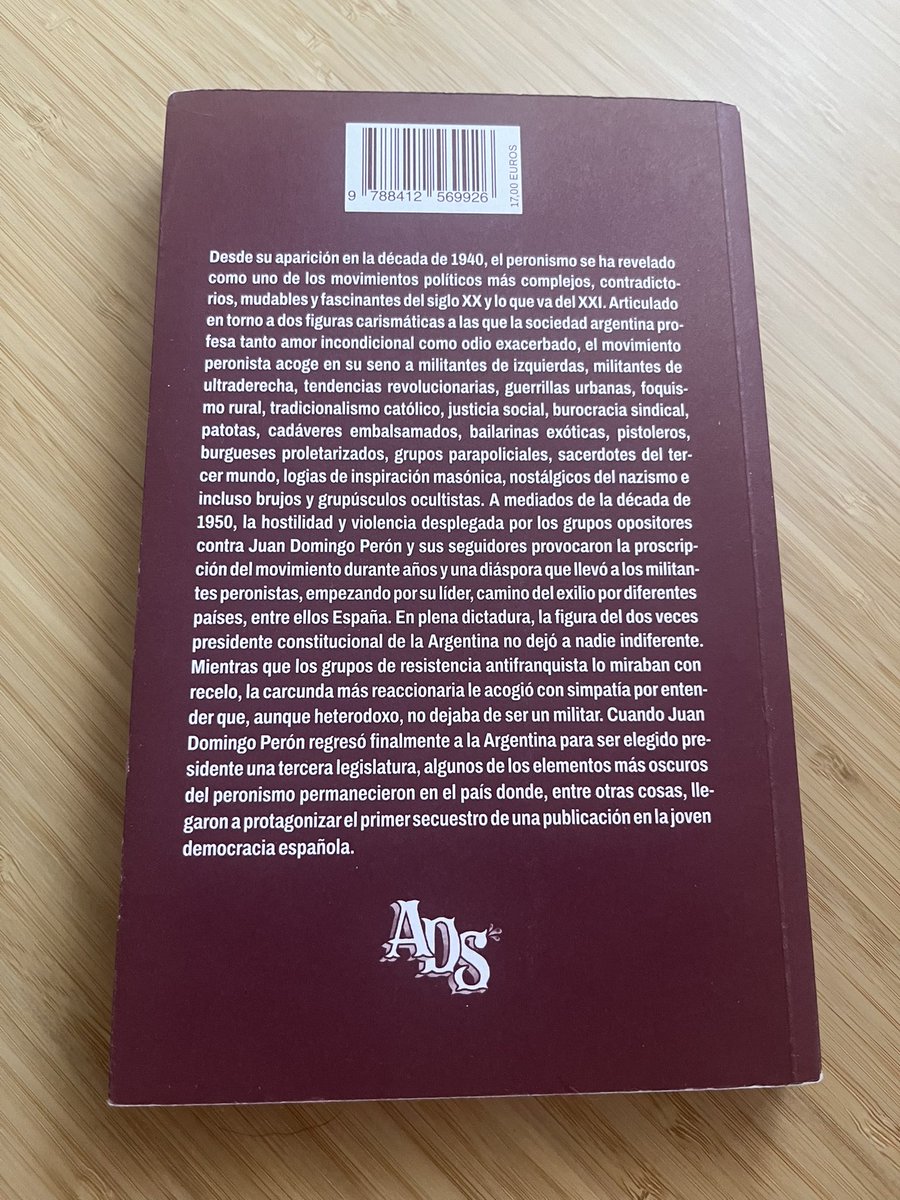 9 788412 569926
17,00 EUROS
Desde su aparición en la década de 1940, el peronismo se ha revelado
como uno de los movimientos políticos más complejos, contradicto-
rios, mudables y fascinantes del siglo XX y lo que va del XXI. Articulado
en torno a dos figuras carismáticas a las que la sociedad argentina pro-
fesa tanto amor incondicional como odio exacerbado, el movimiento
peronista acoge en su seno a militantes de izquierdas, militantes de
ultraderecha, tendencias revolucionarias, guerrillas urbanas, foquis-
mo rural, tradicionalismo católico, justicia social, burocracia sindical,
patotas, cadáveres embalsamados, bailarinas exóticas, pistoleros,
burgueses proletarizados, grupos parapoliciales, sacerdotes del ter-
cer mundo, logias de inspiración masónica, nostálgicos del nazismo e
incluso brujos y grupúsculos ocultistas. A mediados de la década de
1950, la hostilidad y violencia desplegada por los grupos opositores
contra Juan Domingo Perón y sus seguidores provocaron la proscrip-
ción del movimiento durante años y una diáspora que llevó a los militan-
tes peronistas, empezando por su líder, camino del exilio por diferentes
países, entre ellos España. En plena dictadura, la figura del dos veces
presidente constitucional de la Argentina no dejó a nadie indiferente.
Mientras que los grupos de resistencia antifranquista lo miraban con
recelo, la carcunda más reaccionaria le acogió con simpatía por enten-
der que, aunque heterodoxo, no dejaba de ser un militar. Cuando Juan
Domingo Perón regresó finalmente a la Argentina para ser elegido pre-
sidente una tercera legislatura, algunos de los elementos más oscuros
del peronismo permanecieron en el país donde, entre otras cosas, lle-
garon a protagonizar el primer secuestro de una publicación en la joven
democracia española.
ADS